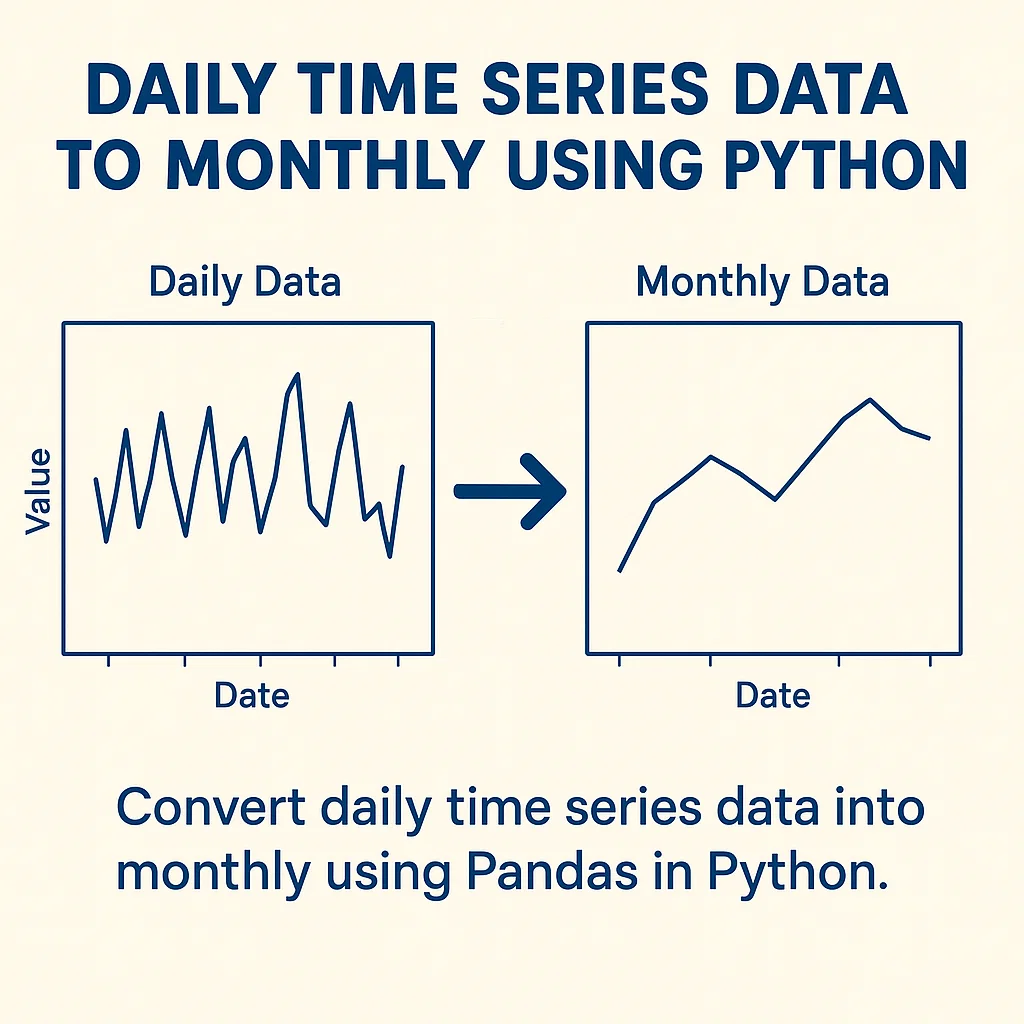 DAILY TIME SERIES DATA
TO MONTHLY USING PYTHON
Daily Data
Value
Date
Monthly Data
Date
Convert daily time series data into
monthly using Pandas in Python.